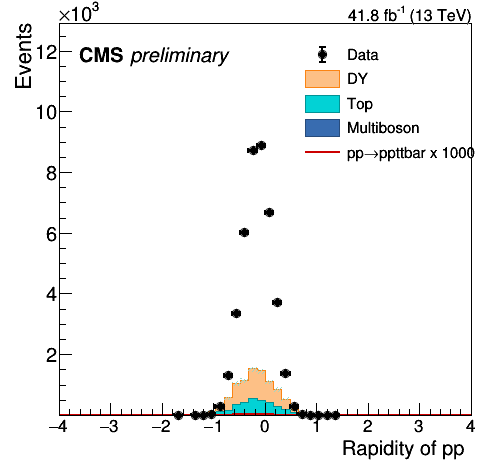 ×10³
41.8 fb⁻¹ (13 TeV)
Events
CMS preliminary
Data
DY
Top
Multiboson
pp→ppttbar x 1000
12
10
8
6
4
2
−4 −3 −2 −1 0 1 2 3 4
Rapidity of pp